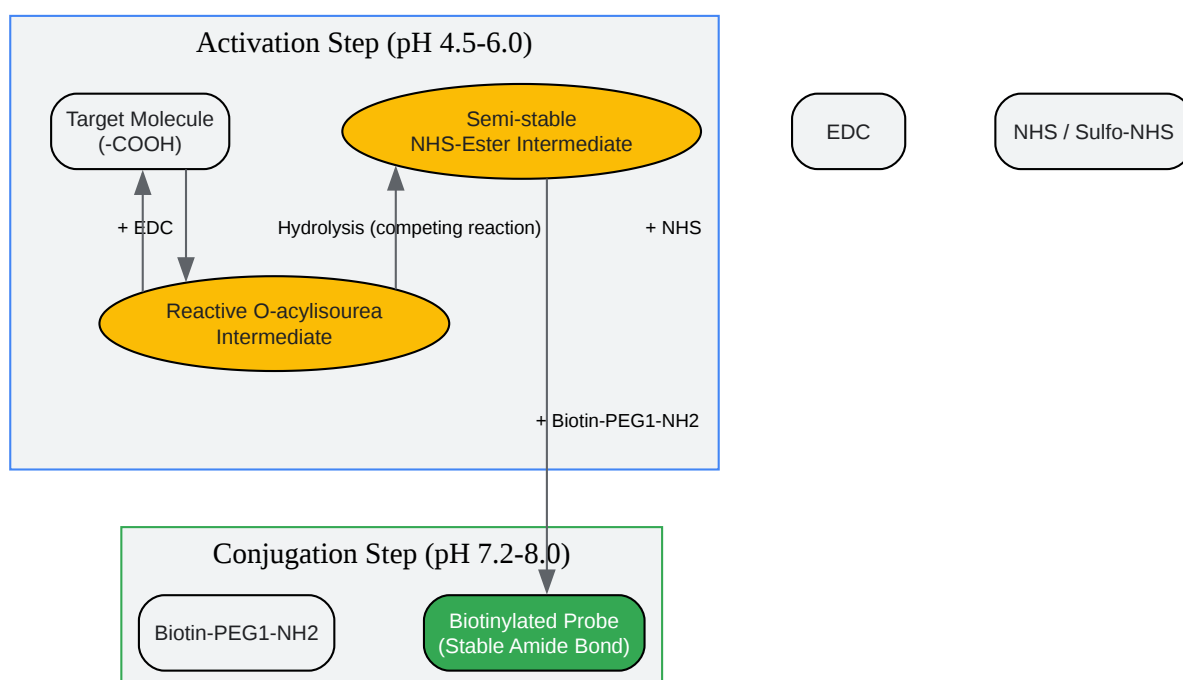 Activation Step (pH 4.5-6.0)
Target Molecule
(-COOH)
Semi-stable
NHS-Ester Intermediate
EDC
NHS / Sulfo-NHS
+ EDC
Hydrolysis (competing reaction)
+ NHS
Reactive O-acylisourea
Intermediate
+ Biotin-PEG1-NH2
Conjugation Step (pH 7.2-8.0)
Biotin-PEG1-NH2
Biotinylated Probe
(Stable Amide Bond)